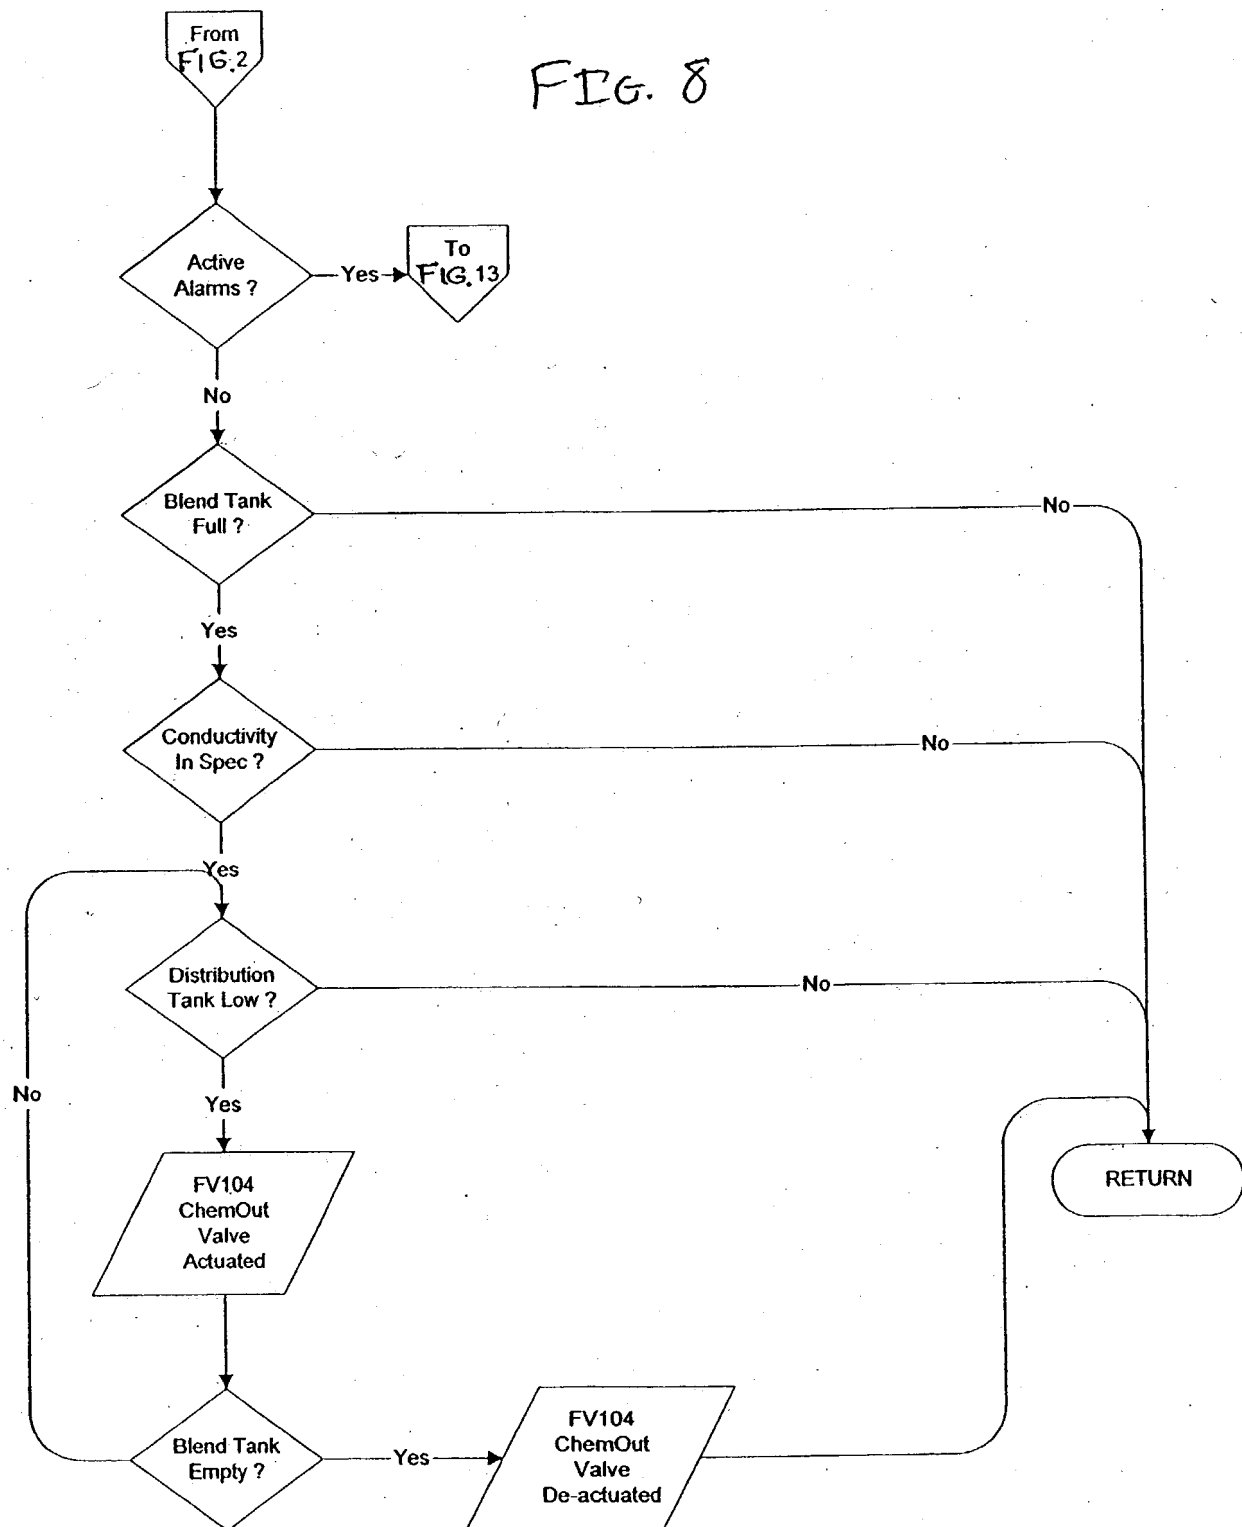 From
FIG.2
FIG. 8
Active
Alarms ?
Yes
To
FIG.13
No
Blend Tank
Full ?
No
Yes
Conductivity
In Spec ?
No
Yes
Distribution
Tank Low ?
No
No
Yes
FV104
ChemOut
Valve
Actuated
RETURN
Blend Tank
Empty ?
Yes
FV104
ChemOut
Valve
De-actuated